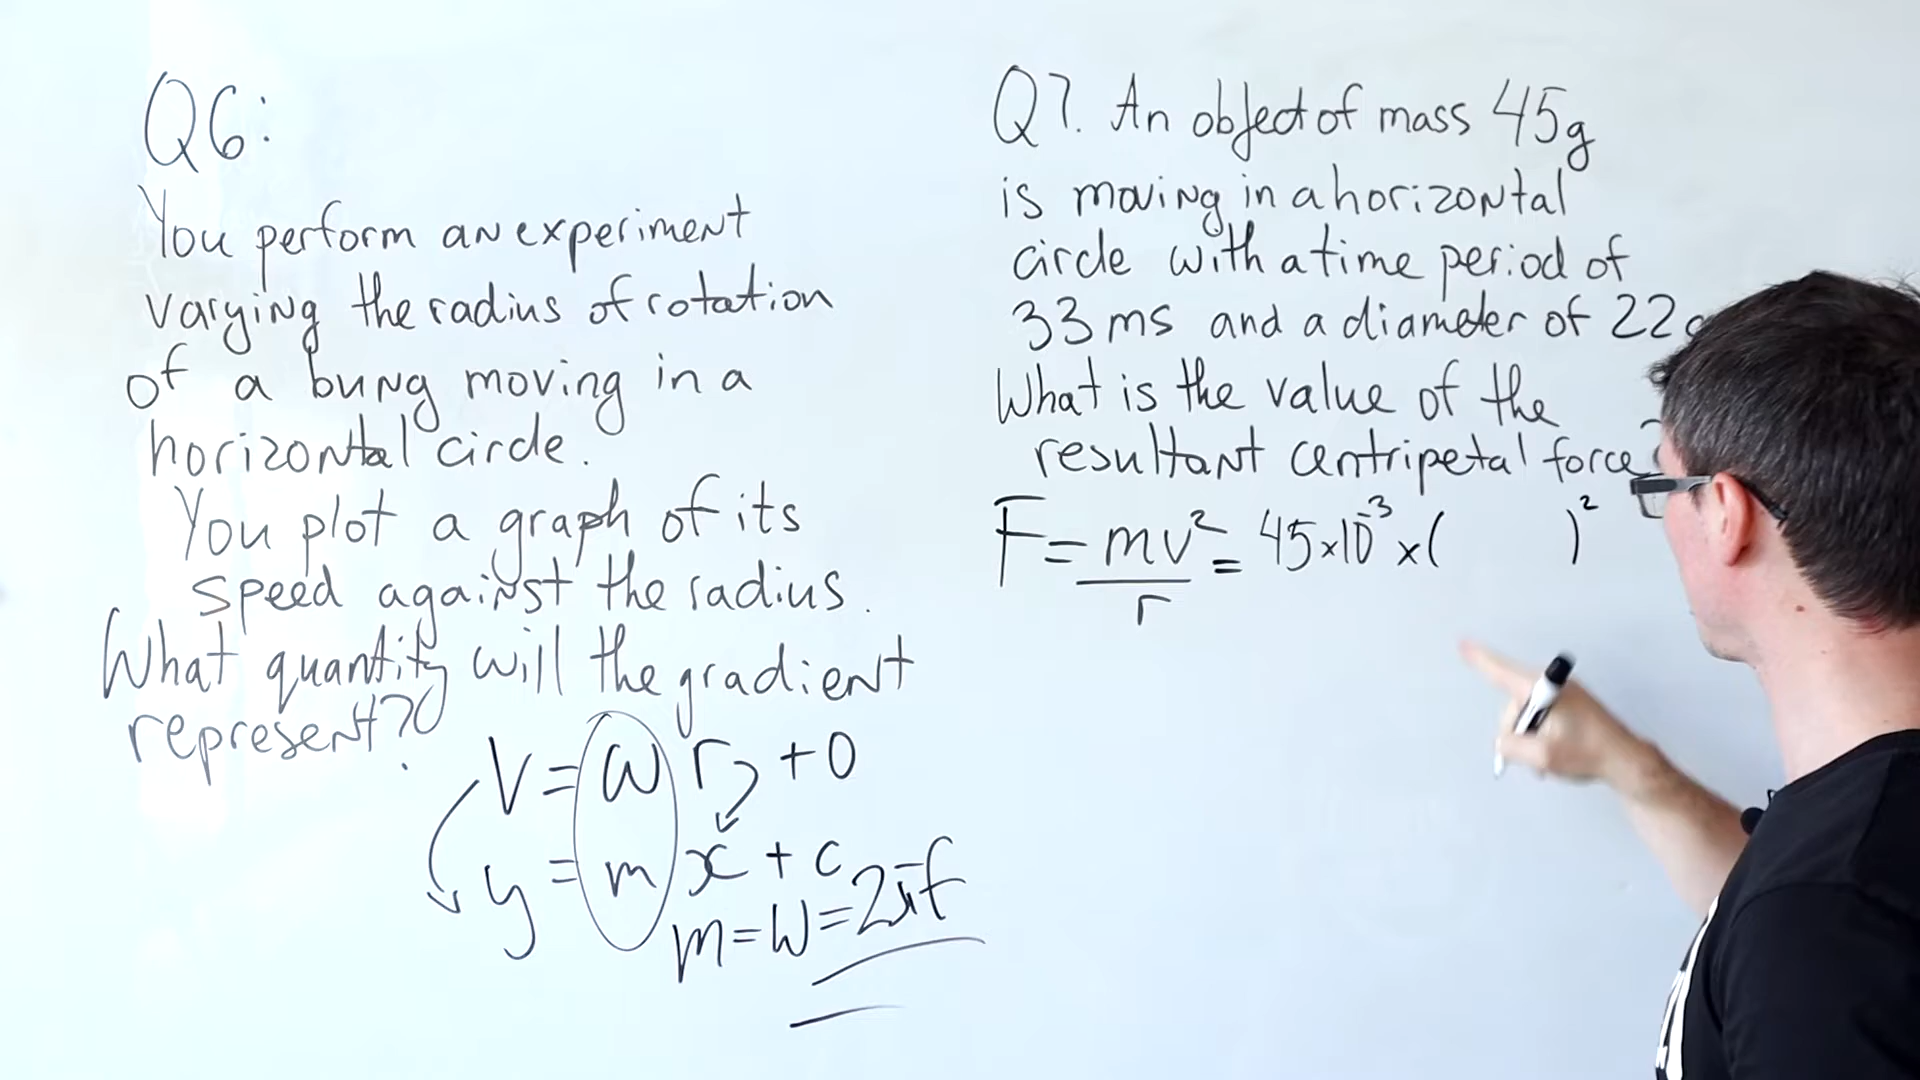 Q6:
You perform an experiment
varying the radius of rotation
of a bung moving in a
horizontal circle.
You plot a graph of its
speed against the radius.
What quantity will the gradient
represent?
V = ω r + 0
y = m x + c
m = ω = 2πf
Q7. An object of mass 45g
is moving in a horizontal
circle with a time period of
33 ms and a diameter of 22
What is the value of the
resultant centripetal force?
F = mv² / r = 45×10⁻³ × ( )²